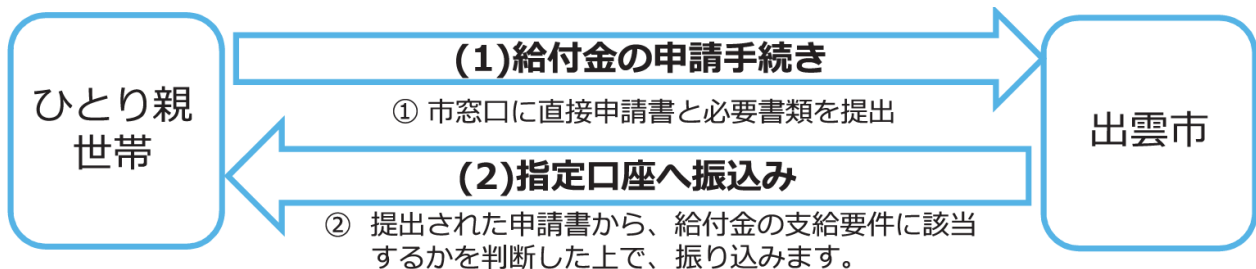 ひとり親
世帯
(1)給付金の申請手続き
① 市窓口に直接申請書と必要書類を提出
(2)指定口座へ振込み
② 提出された申請書から、給付金の支給要件に該当
するかを判断した上で、振り込みます。
出雲市